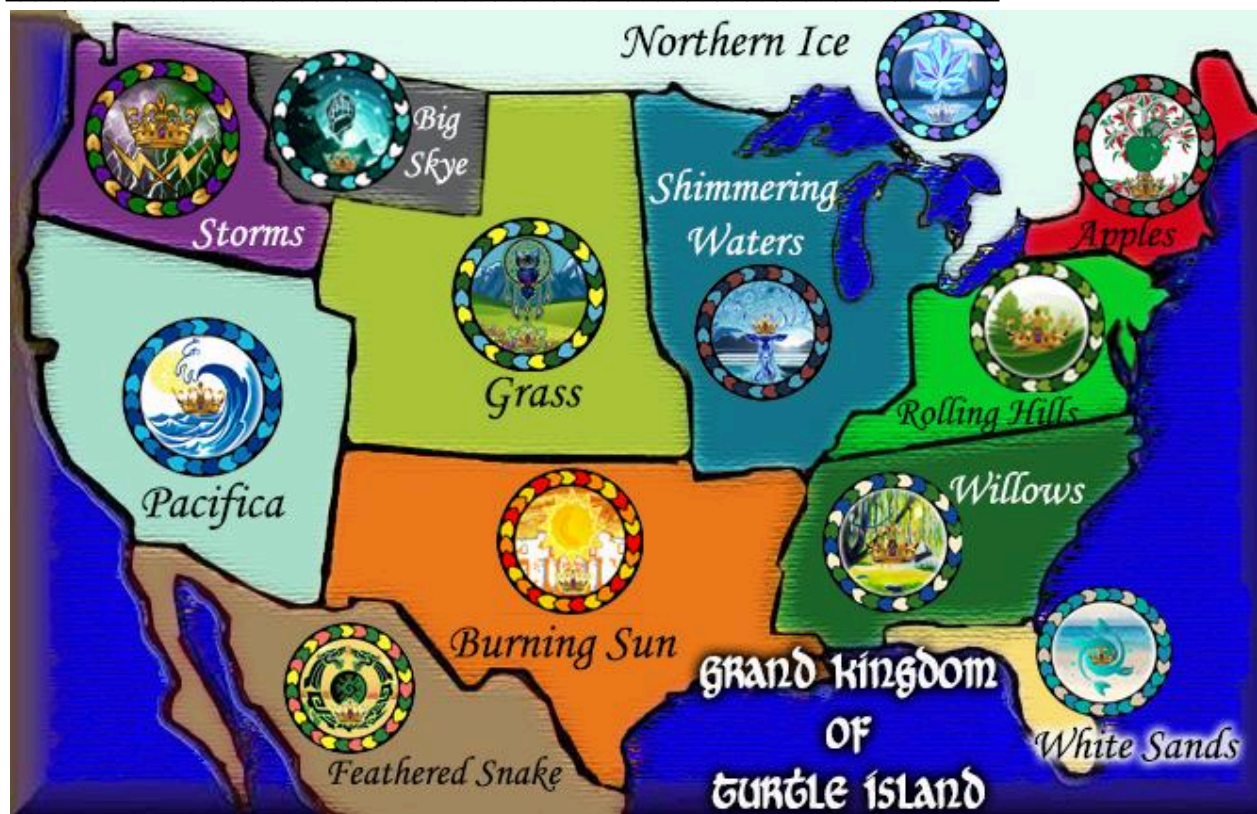 Northern Ice
Big
Skye
Storms
Shimmering
Waters
Apples
Grass
Rolling Hills
Pacifica
Willows
Burning Sun
Feathered Snake
White Sands
GRAND KINGDOM
OF
TURTLE ISLAND